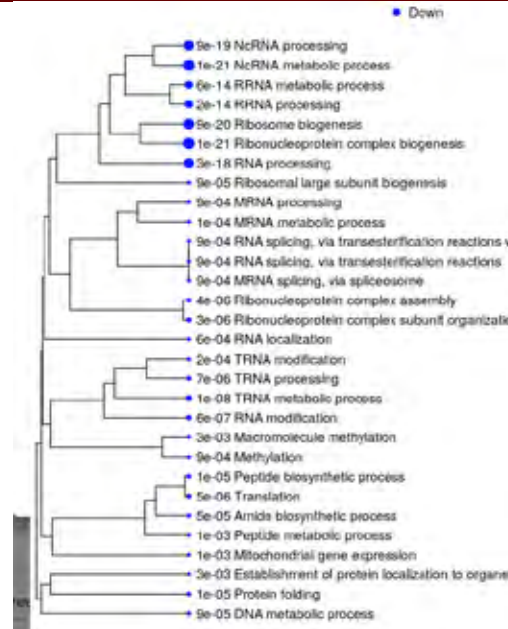 Down
9e-19 NcRNA processing
1e-21 NcRNA metabolic process
6e-14 RRNA metabolic process
2e-14 RRNA processing
9e-20 Ribosome biogenesis
1e-21 Ribonucleoprotein complex biogenesis
3e-18 RNA processing
9e-05 Ribosomal large subunit biogenesis
9e-04 MRNA processing
1e-04 MRNA metabolic process
9e-04 RNA splicing, via transesterification reactions
9e-04 RNA splicing, via transesterification reactions
9e-04 MRNA splicing, via spliceosome
4e-06 Ribonucleoprotein complex assembly
3e-06 Ribonucleoprotein complex subunit organizati
6e-04 RNA localization
2e-04 TRNA modification
7e-06 TRNA processing
1e-08 TRNA metabolic process
6e-07 RNA modification
3e-03 Macromolecule methylation
9e-04 Methylation
1e-05 Peptide biosynthetic process
5e-06 Translation
5e-05 Amide biosynthetic process
1e-03 Peptide metabolic process
1e-03 Mitochondrial gene expression
3e-03 Establishment of protein localization to organe
1e-05 Protein folding
9e-05 DNA metabolic process